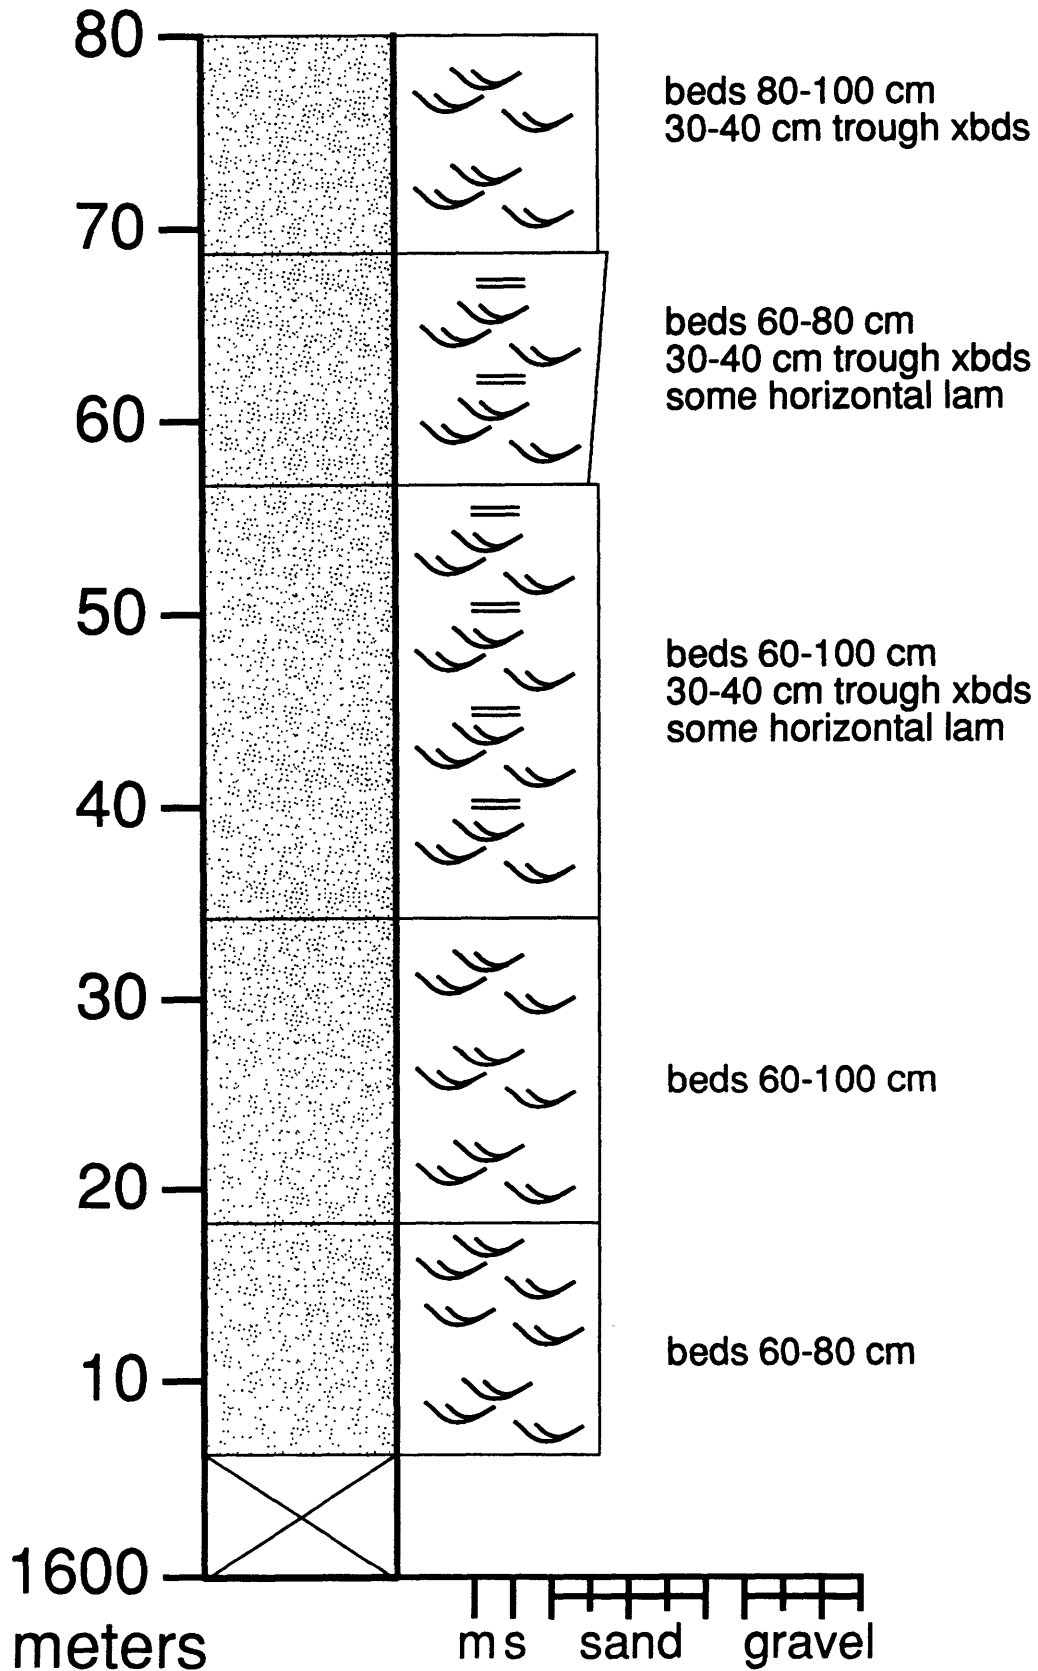 80
beds 80-100 cm
30-40 cm trough xbds
70
beds 60-80 cm
30-40 cm trough xbds
some horizontal lam
60
50
beds 60-100 cm
30-40 cm trough xbds
some horizontal lam
40
30
beds 60-100 cm
20
beds 60-80 cm
10
1600
meters
m s sand gravel